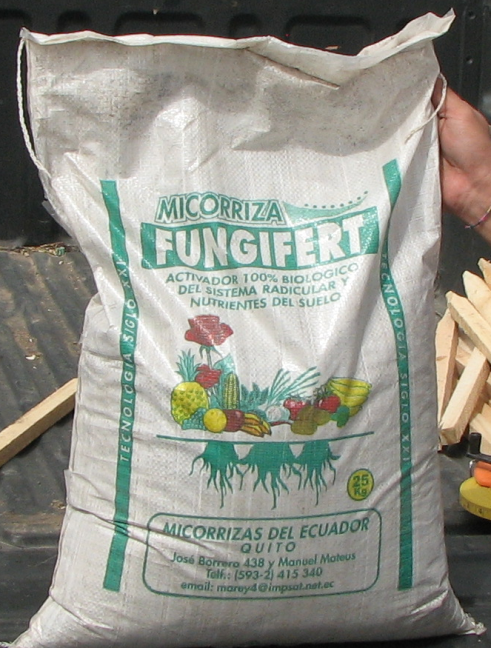 MICORRIZA
FUNGIFERT
ACTIVADOR 100% BIOLOGICO
DEL SISTEMA RADICULAR Y
NUTRIENTES DEL SUELO
TECNOLOGIA SIGLO XXI
TECNOLOGIA SIGLO XXI
25
Kg
MICORRIZAS DEL ECUADOR
QUITO
José Borrero 438 y Manuel Mateus
Telf.: (593-2) 415 340
email: marey4@impsat.net.ec